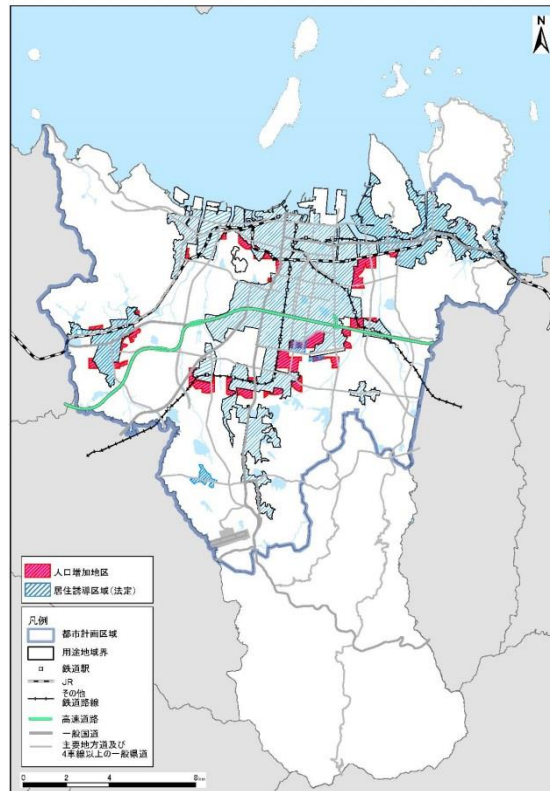 N
人口増加地区
居住誘導区域(法定)
凡例
都市計画区域
用途地域界
鉄道駅
JR
その他
鉄道路線
高速道路
一般国道
主要地方道及び
4車線以上の一般県道
0 2 4 8
km